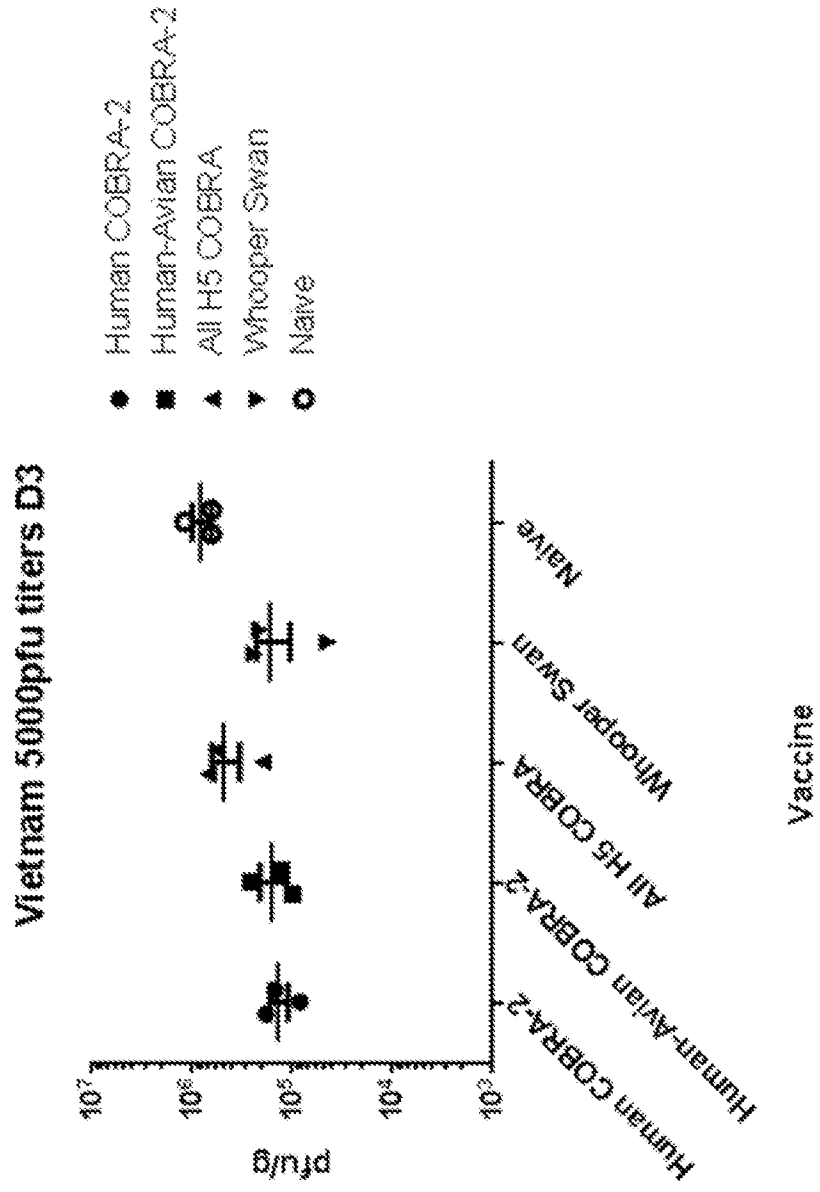 Vietnam 5000pfu titers D3
pfu/g
10⁷
10⁶
10⁵
10⁴
10³
Human COBRA-2
Human-Avian COBRA-2
All H5 COBRA
Whooper Swan
Naive
Vaccine
Human COBRA-2
Human-Avian COBRA-2
All H5 COBRA
Whooper Swan
Naive